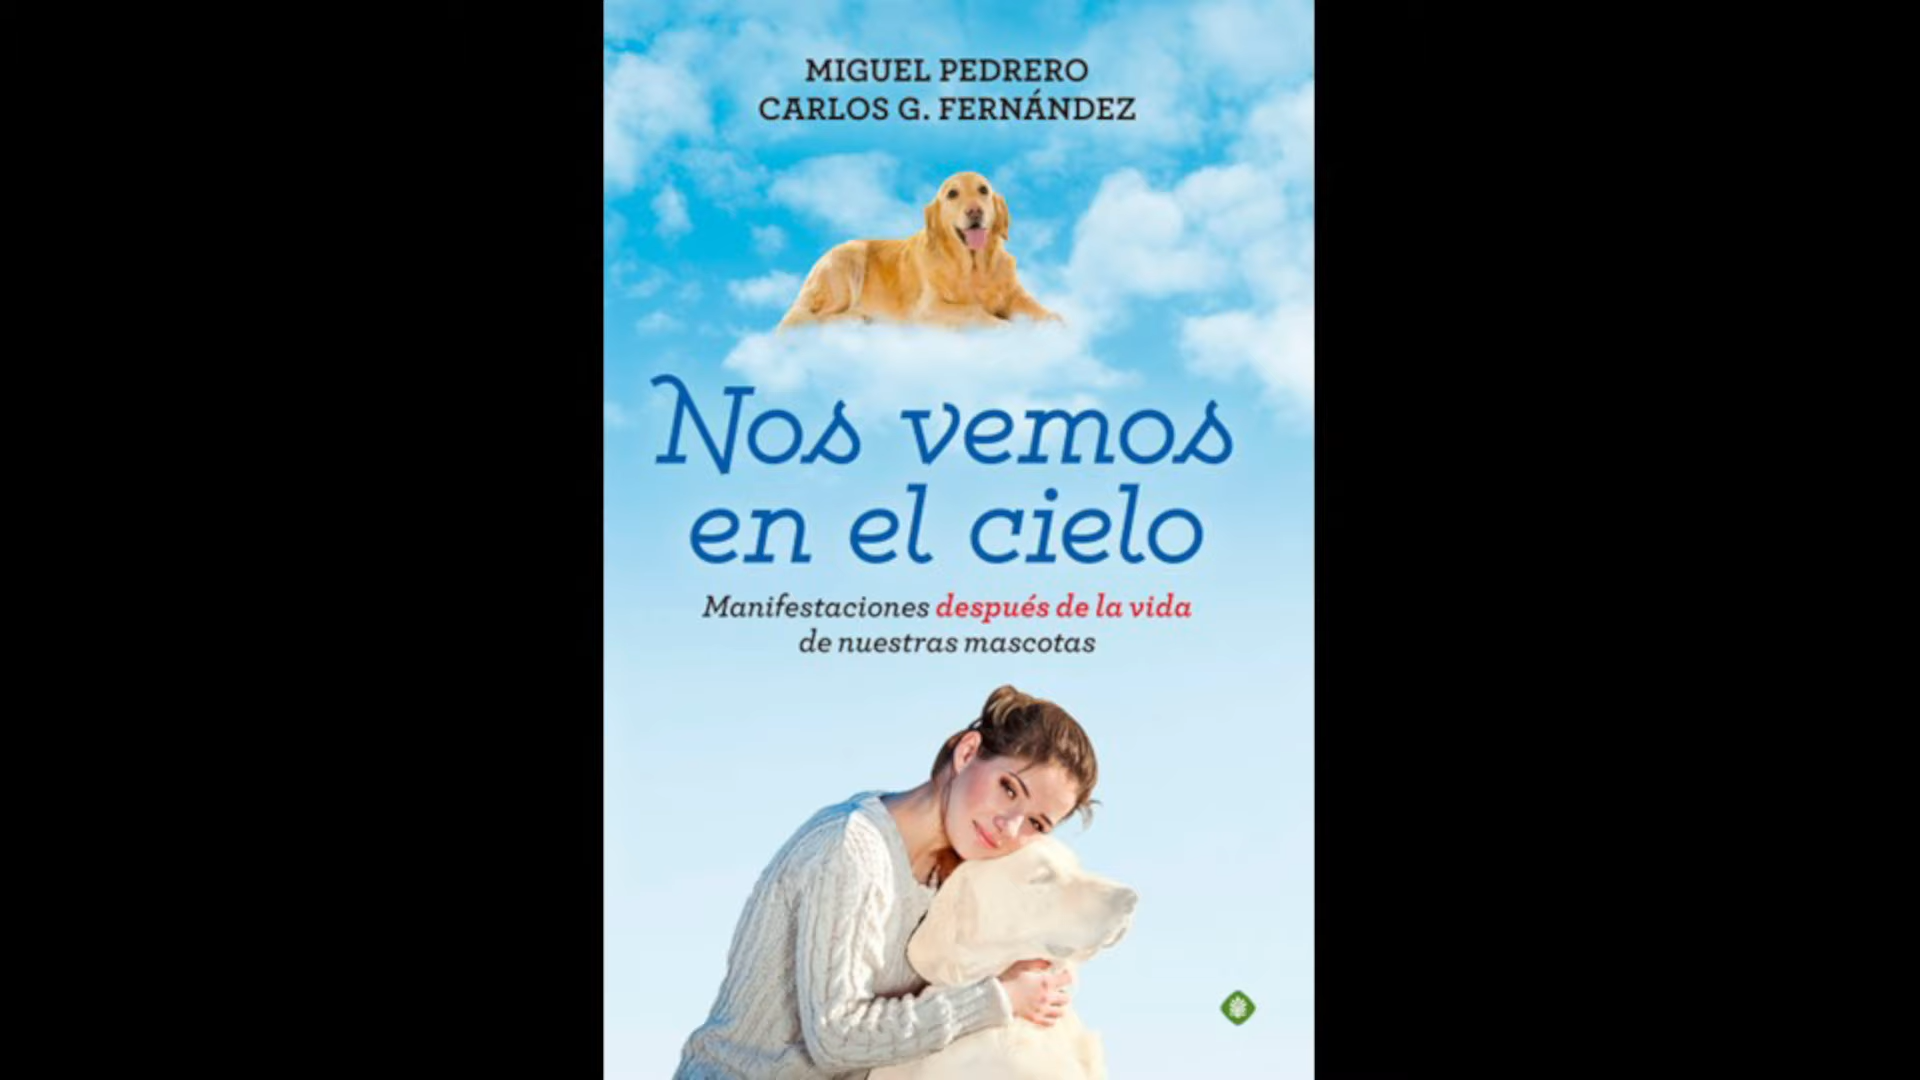 MIGUEL PEDRERO
CARLOS G. FERNÁNDEZ
Nos vemos
en el cielo
Manifestaciones después de la vida
de nuestras mascotas